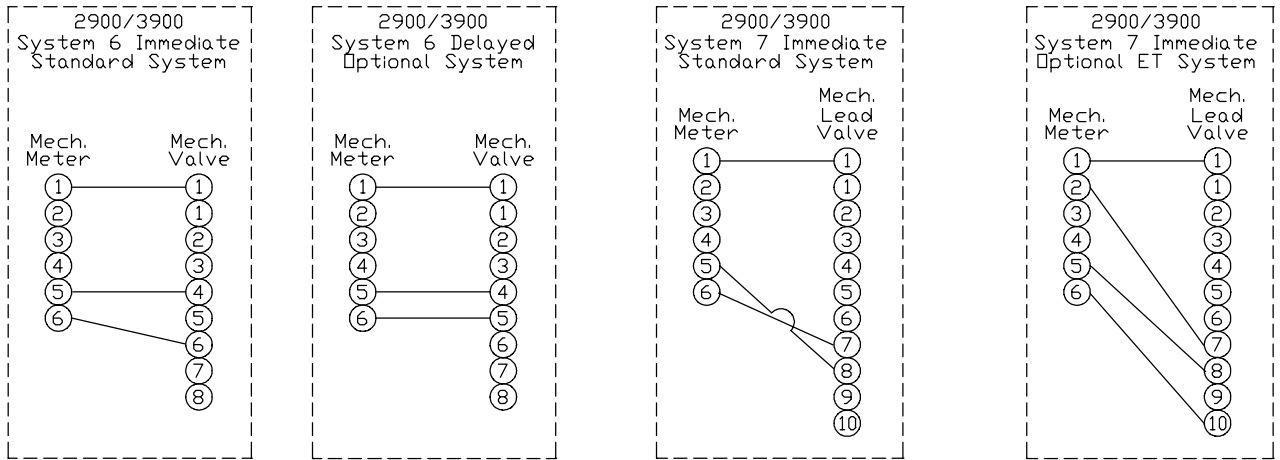 2900/3900
System 6 Immediate
Standard System
Mech. Meter
Mech. Valve
1 1
2 1
3 2
4 3
5 4
6 5
6
7
8
2900/3900
System 6 Delayed
Optional System
Mech. Meter
Mech. Valve
1 1
2 1
3 2
4 3
5 4
6 5
6
7
8
2900/3900
System 7 Immediate
Standard System
Mech. Meter
Mech. Lead Valve
1 1
2 1
3 2
4 3
5 4
6 5
6
7
8
9
10
2900/3900
System 7 Immediate
Optional ET System
Mech. Meter
Mech. Lead Valve
1 1
2 1
3 2
4 3
5 4
6 5
6
7
8
9
10